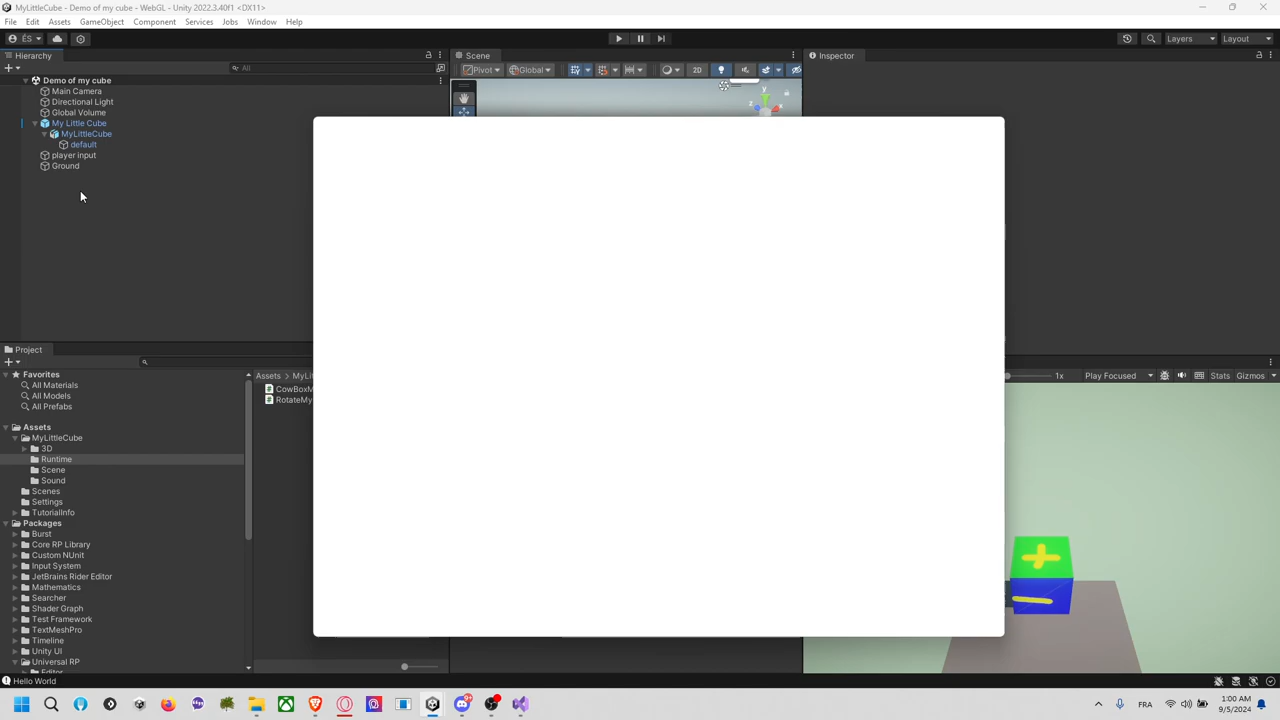 MyLittleCube - Demo of my cube - WebGL - Unity 2022.3.40f1 <DX11>
File Edit Assets GameObject Component Services Jobs Window Help
ÉS Layers Layout
Hierarchy Scene Inspector
All Pivot Global 2D
Demo of my cube
Main Camera
Directional Light
Global Volume
My Little Cube
MyLittleCube
default
player input
Ground
y
z x
Project
Favorites
All Materials
All Models
All Prefabs
Assets
MyLittleCube
3D
Runtime
Scene
Sound
Scenes
Settings
TutorialInfo
Packages
Burst
Core RP Library
Custom NUnit
Input System
JetBrains Rider Editor
Mathematics
Searcher
Shader Graph
Test Framework
TextMeshPro
Timeline
Unity UI
Universal RP
Editor
Assets MyLit
CowBoxM
RotateMy
1x Play Focused Stats Gizmos
+
−
Hello World
9+
FRA
1:00 AM
9/5/2024